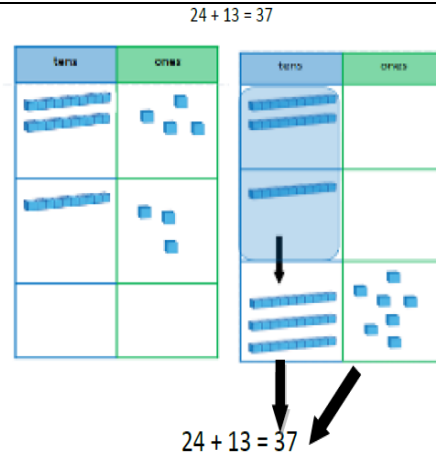 24 + 13 = 37
tens ones
tens ones
24 + 13 = 37